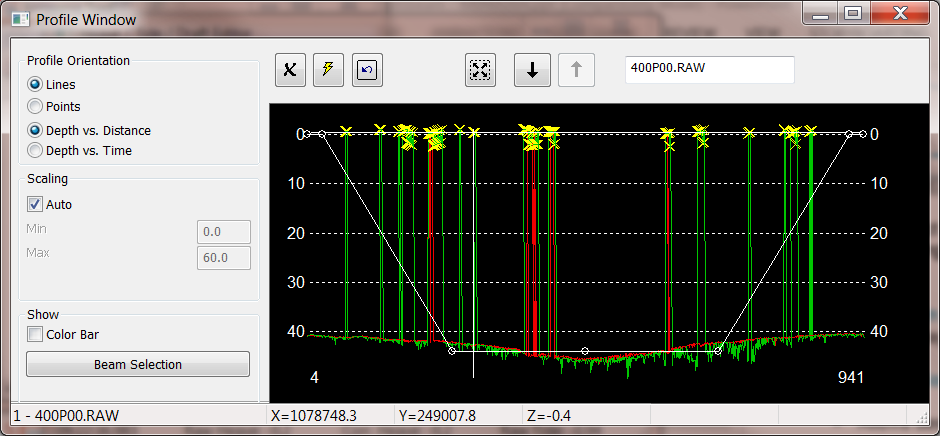 Profile Window
Profile Orientation
Lines
Points
Depth vs. Distance
Depth vs. Time
Scaling
Auto
Min 0.0
Max 60.0
Show
Color Bar
Beam Selection
400P00.RAW
0 0
10 10
20 20
30 30
40 40
4 941
1 - 400P00.RAW X=1078748.3 Y=249007.8 Z=-0.4